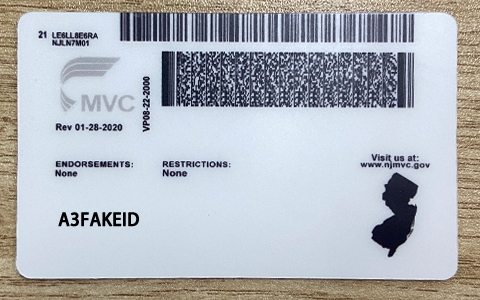 21 LE6LL8E6RA
NJLN7M01
MVC
Rev 01-28-2020
VP08-22-2000
ENDORSEMENTS:
None
RESTRICTIONS:
None
Visit us at:
www.njmvc.gov
A3FAKEID